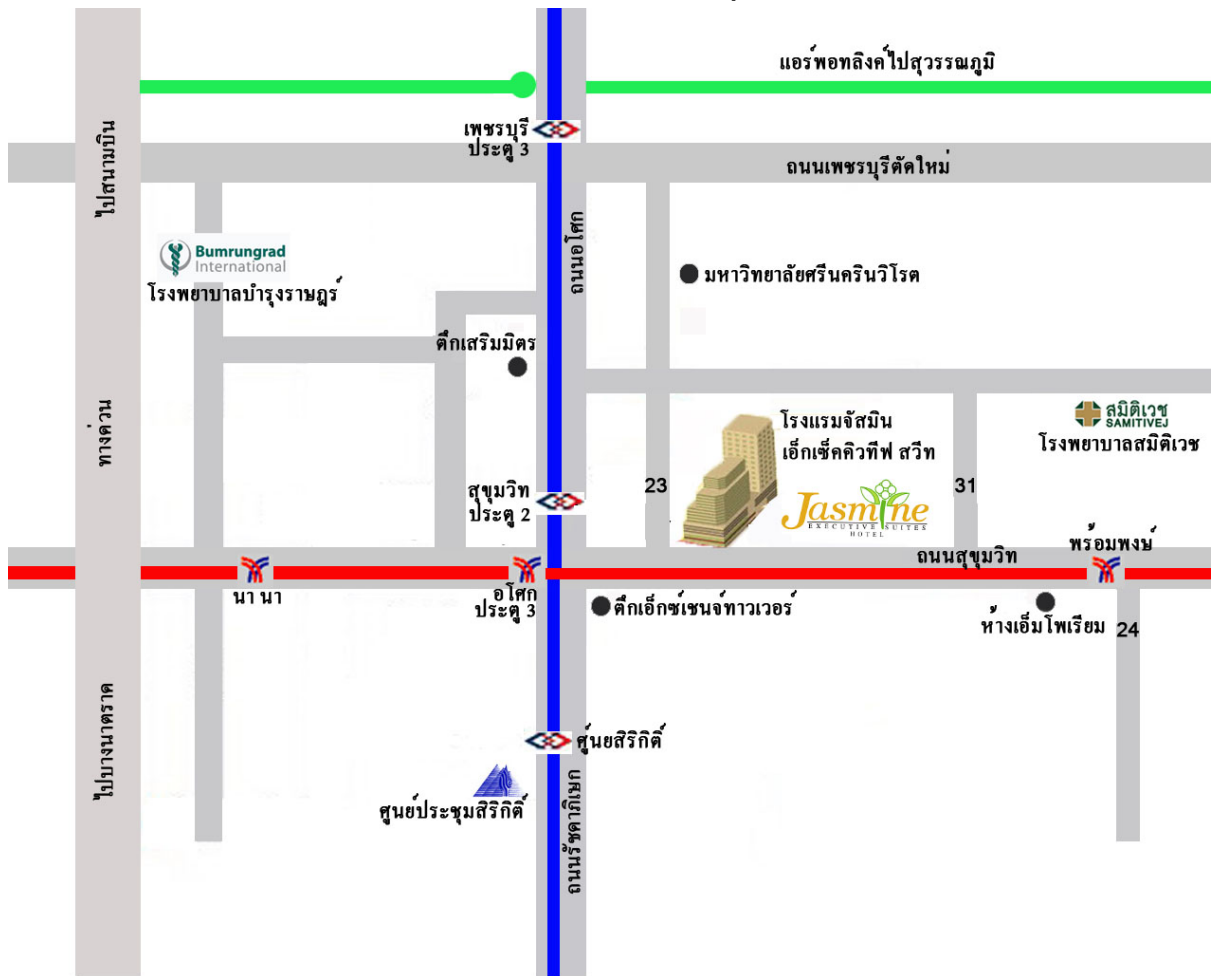 แอร์พอทลิงค์ไปสุวรรณภูมิ
เพชรบุรี
ประตู 3
ถนนเพชรบุรีตัดใหม่
ไปสนามบิน
ถนนอโศก
Bumrungrad
International
โรงพยาบาลบำรุงราษฎร์
มหาวิทยาลัยศรีนครินวิโรต
ตึกเสริมมิตร
ทางด่วน
โรงแรมจัสมิน
เอ็กเซ็คคิวทีฟ สวีท
สมิติเวช
SAMITIVEJ
โรงพยาบาลสมิติเวช
สุขุมวิท
ประตู 2
23
Jasmine
EXECUTIVE SUITES
HOTEL
31
พร้อมพงษ์
ถนนสุขุมวิท
นานา
อโศก
ประตู 3
ตึกเอ็กซ์เชนจ์ทาวเวอร์
ห้างเอ็มโพเรียม
24
ไปบางนาตราด
ศูนยสิริกิติ์
ศูนย์ประชุมสิริกิติ์
ถนนรัชดาภิเษก